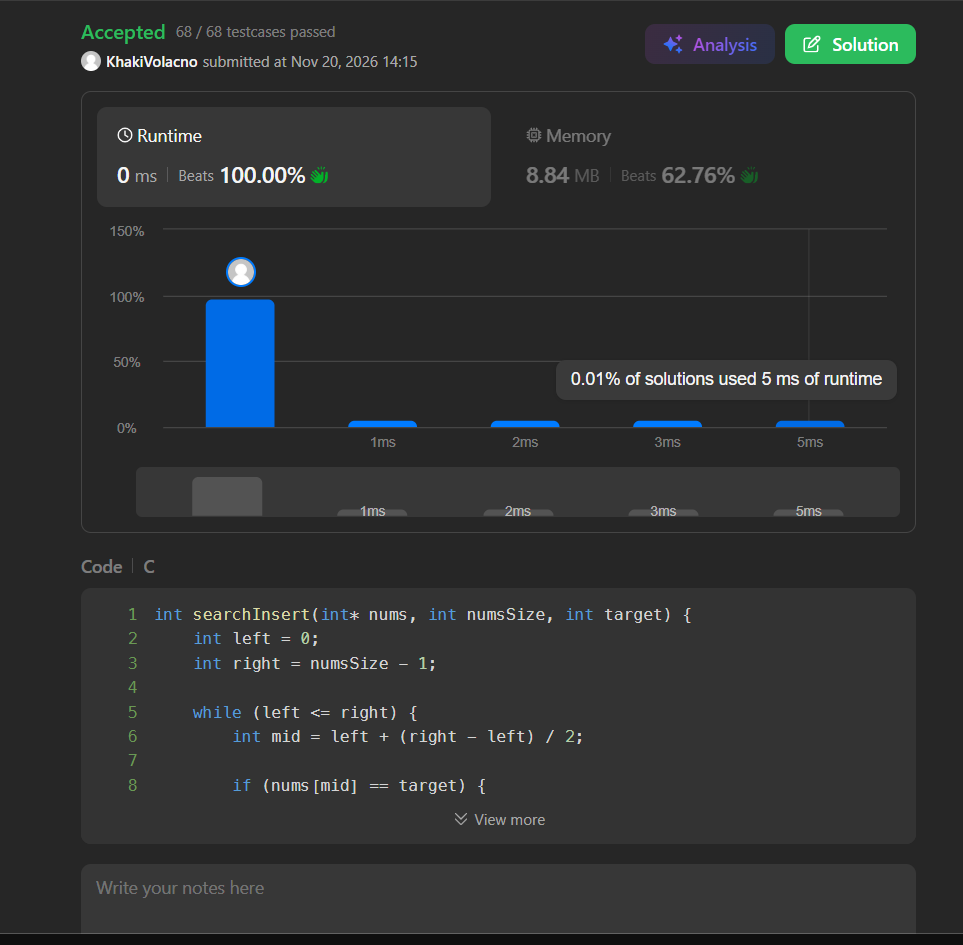 Accepted 68 / 68 testcases passed
Analysis
Solution
KhakiVolacno submitted at Nov 20, 2026 14:15
Runtime
0 ms | Beats 100.00%
Memory
8.84 MB | Beats 62.76%
150%
100%
50%
0%
0.01% of solutions used 5 ms of runtime
1ms 2ms 3ms 5ms
1ms 2ms 3ms 5ms
Code | C
1 int searchInsert(int* nums, int numsSize, int target) {
2     int left = 0;
3     int right = numsSize - 1;
4
5     while (left <= right) {
6         int mid = left + (right - left) / 2;
7
8         if (nums[mid] == target) {
View more
Write your notes here